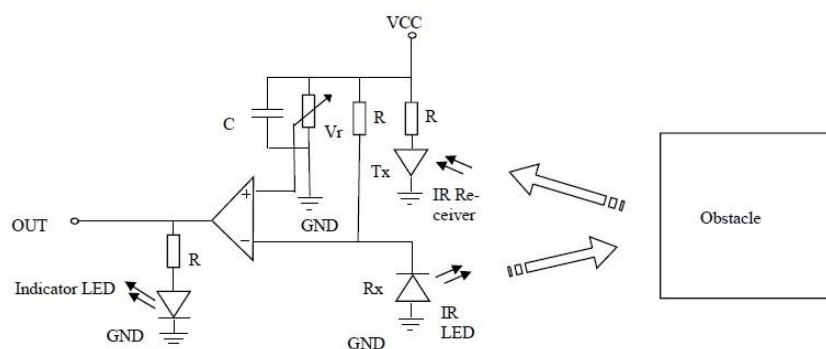 VCC
C
Vr
R
R
Tx
IR Re-
ceiver
Obstacle
+
GND
OUT
−
R
Rx
IR
LED
Indicator LED
GND
GND